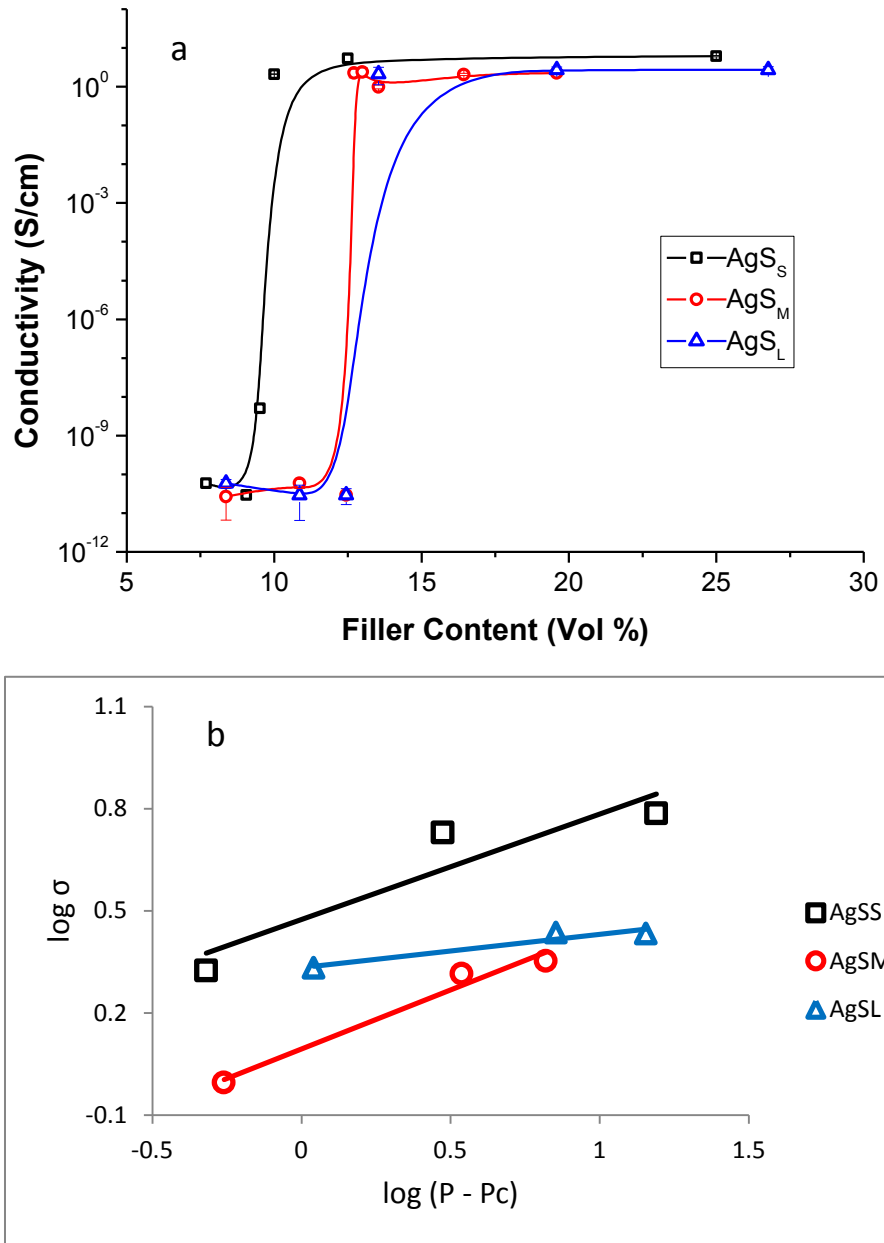 a
10⁰
10⁻³
10⁻⁶
10⁻⁹
10⁻¹²
Conductivity (S/cm)
AgS_S
AgS_M
AgS_L
5 10 15 20 25 30
Filler Content (Vol %)
b
1.1
0.8
0.5
0.2
-0.1
log σ
-0.5 0 0.5 1 1.5
log (P - Pc)
AgSS
AgSM
AgSL